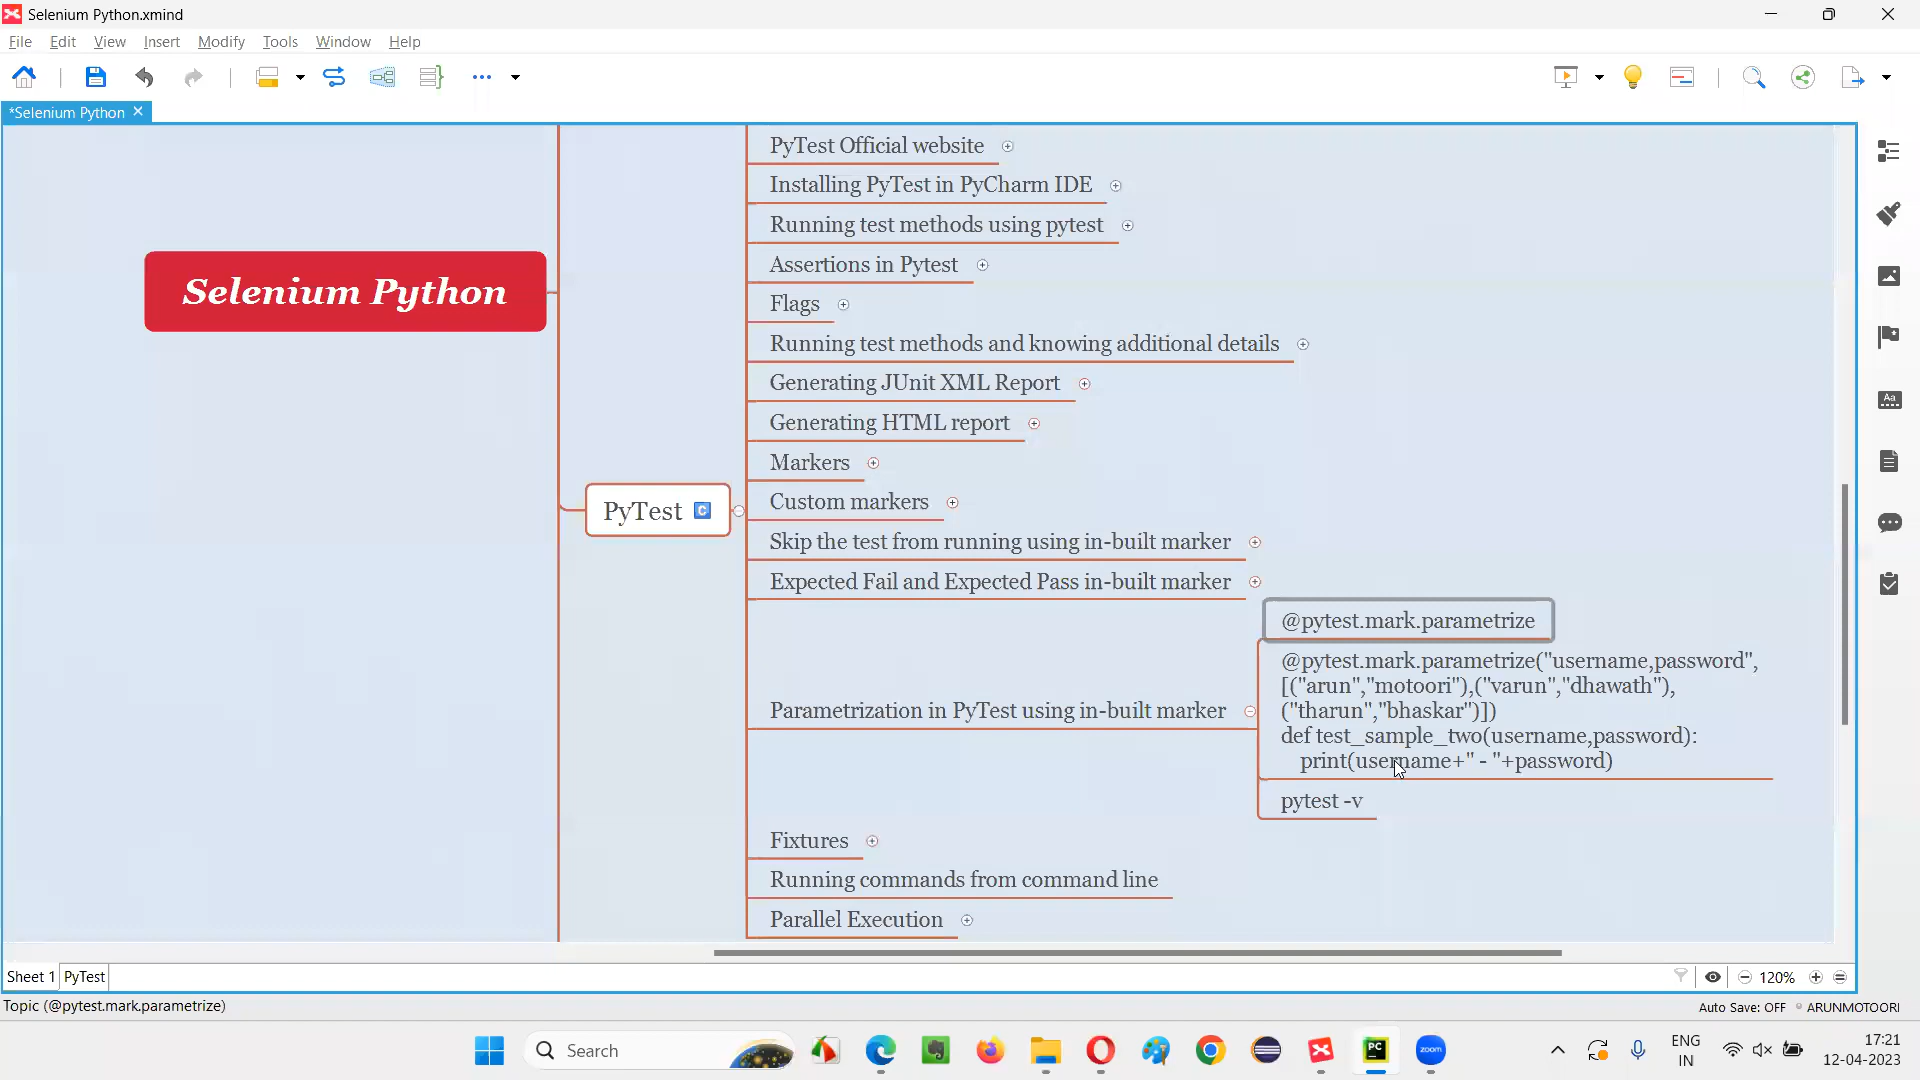 Selenium Python.xmind
File Edit View Insert Modify Tools Window Help
*Selenium Python
PyTest Official website
Installing PyTest in PyCharm IDE
Running test methods using pytest
Assertions in Pytest
Flags
Running test methods and knowing additional details
Generating JUnit XML Report
Generating HTML report
Markers
Custom markers
Skip the test from running using in-built marker
Expected Fail and Expected Pass in-built marker
Selenium Python
PyTest C
@pytest.mark.parametrize
@pytest.mark.parametrize("username,password",
[("arun","motoori"),("varun","dhawath"),
("tharun","bhaskar")])
def test_sample_two(username,password):
print(username+" - "+password)
Parametrization in PyTest using in-built marker
pytest -v
Fixtures
Running commands from command line
Parallel Execution
Aa
Sheet 1 PyTest
120%
Topic (@pytest.mark.parametrize)
Auto Save: OFF ARUNMOTOORI
Search
PC
zoom
ENG
IN
17:21
12-04-2023